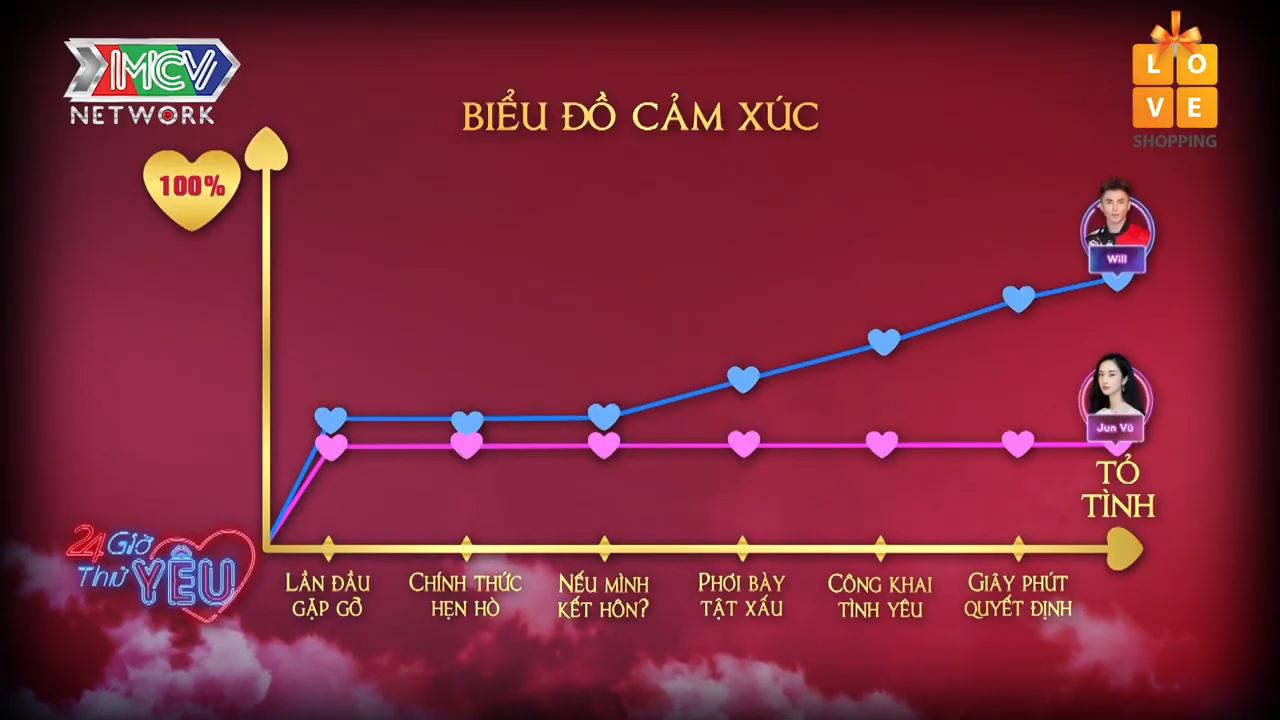 MCV
NETWORK
BIỂU ĐỒ CẢM XÚC
LO
VE
SHOPPING
100%
Will
Jun Vũ
TỎ
TÌNH
24 Giờ
Thử YÊU
LẦN ĐẦU
GẶP GỠ
CHÍNH THỨC
HẸN HÒ
NẾU MÌNH
KẾT HÔN?
PHƠI BÀY
TẬT XẤU
CÔNG KHAI
TÌNH YÊU
GIÂY PHÚT
QUYẾT ĐỊNH